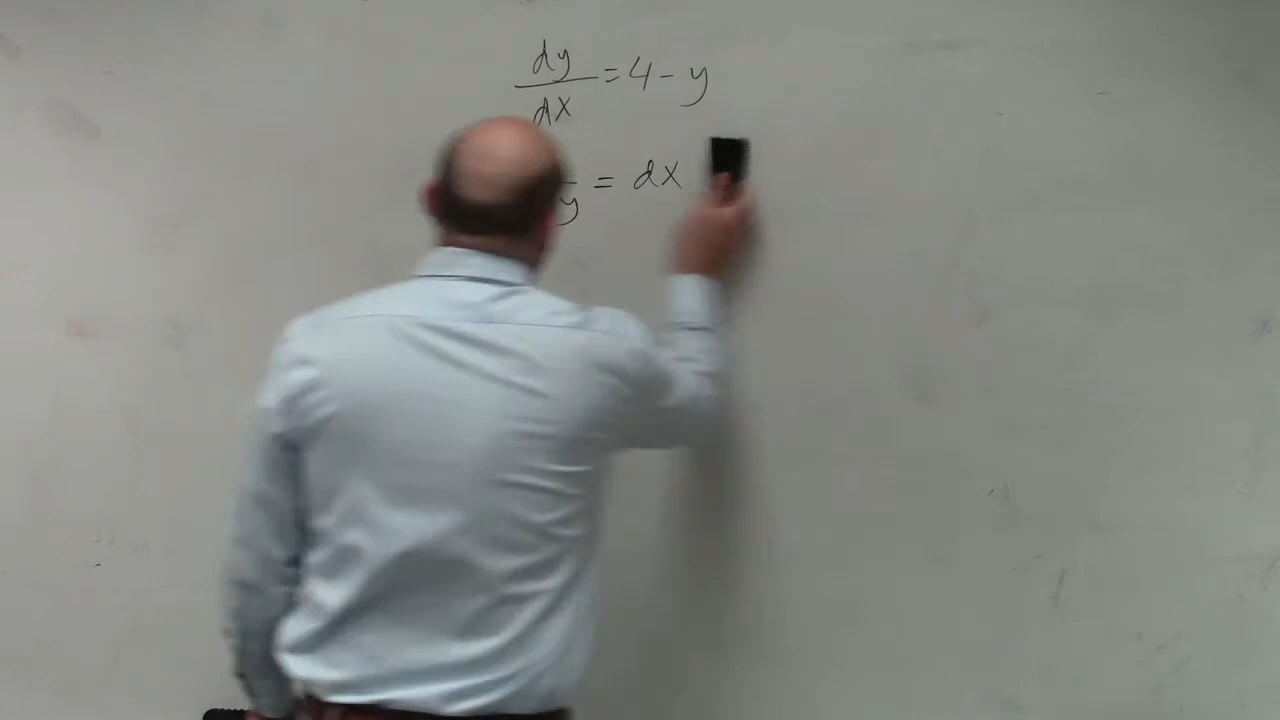 dy/dx = 4 - y
y = dx